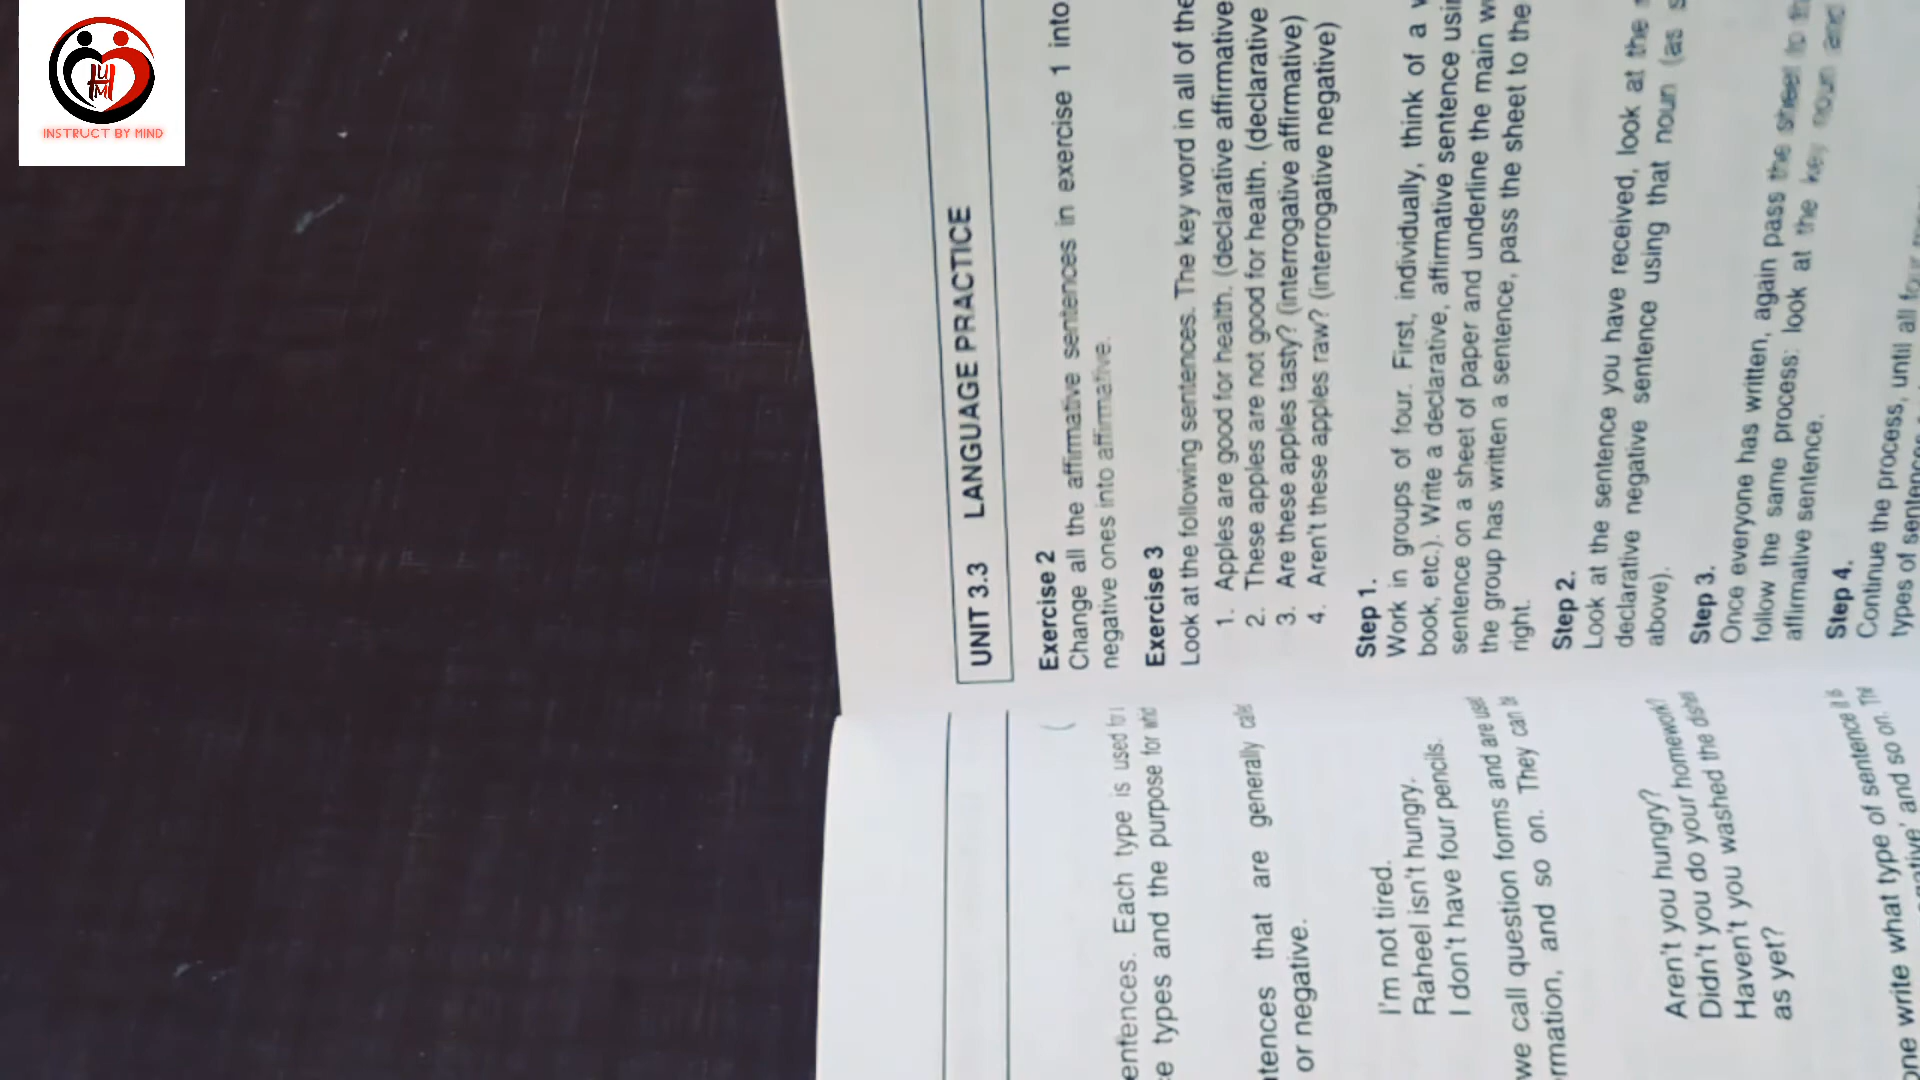 INSTRUCT BY MIND
entences. Each type is used for
e types and the purpose for
tences that are generally
or negative.
I'm not tired.
Raheel isn't hungry.
I don't have four pencils.
we call question forms and are used
rmation, and so on. They can
Aren't you hungry?
Didn't you do your homework?
Haven't you washed the
as yet?
one write what type of sentence it is
and so on.
UNIT 3.3 LANGUAGE PRACTICE
Exercise 2
Change all the affirmative sentences in exercise 1 into
negative ones into affirmative.
Exercise 3
Look at the following sentences. The key word in all of the
1. Apples are good for health. (declarative affirmative
2. These apples are not good for health. (declarative
3. Are these apples tasty? (interrogative affirmative)
4. Aren't these apples raw? (interrogative negative)
Step 1.
Work in groups of four. First, individually, think of a
book, etc.). Write a declarative, affirmative sentence
sentence on a sheet of paper and underline the main
the group has written a sentence, pass the sheet to the
right.
Step 2.
Look at the sentence you have received, look at the
declarative negative sentence using that noun (as
above).
Step 3.
Once everyone has written, again pass the sheet to
follow the same process: look at the key noun and
affirmative sentence.
Step 4.
Continue the process, until all four
types of sentences